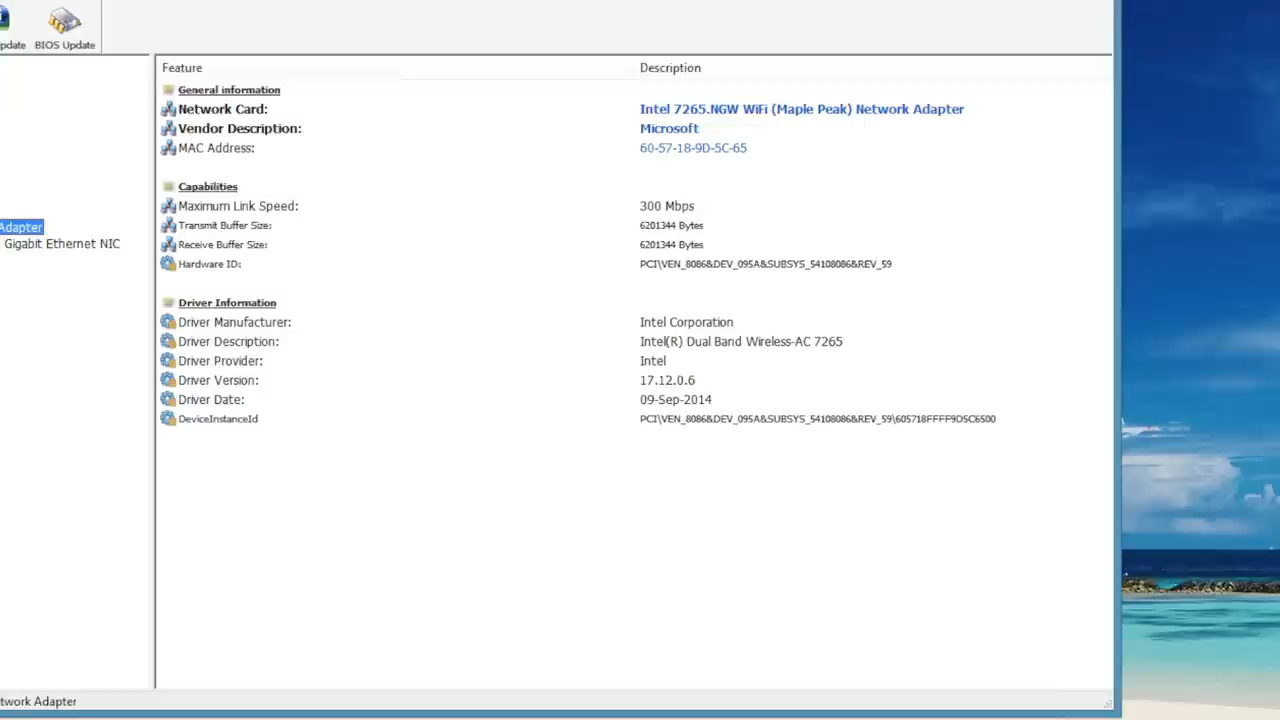 pdate BIOS Update
Feature Description
General information
Network Card: Intel 7265.NGW WiFi (Maple Peak) Network Adapter
Vendor Description: Microsoft
MAC Address: 60-57-18-9D-5C-65
Capabilities
Maximum Link Speed: 300 Mbps
Transmit Buffer Size: 6201344 Bytes
Adapter
Gigabit Ethernet NIC
Receive Buffer Size: 6201344 Bytes
Hardware ID: PCI\VEN_8086&DEV_095A&SUBSYS_54108086&REV_59
Driver Information
Driver Manufacturer: Intel Corporation
Driver Description: Intel(R) Dual Band Wireless-AC 7265
Driver Provider: Intel
Driver Version: 17.12.0.6
Driver Date: 09-Sep-2014
DeviceInstanceId PCI\VEN_8086&DEV_095A&SUBSYS_54108086&REV_59\605718FFFF9D5C6500
twork Adapter